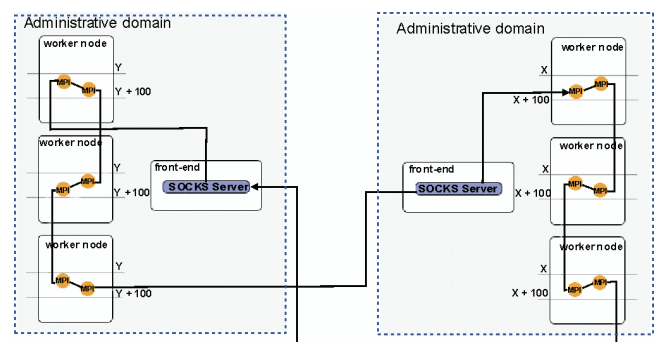 Administrative domain
worker node
Y
MPI
MPI
Y + 100
worker node
Y
MPI
MPI
Y + 100
front-end
SOCKS Server
worker node
Y
MPI
MPI
Y + 100
Administrative domain
worker node
X
MPI
MPI
X + 100
front-end
SOCKS Server
worker node
X
MPI
MPI
X + 100
worker node
X
MPI
MPI
X + 100